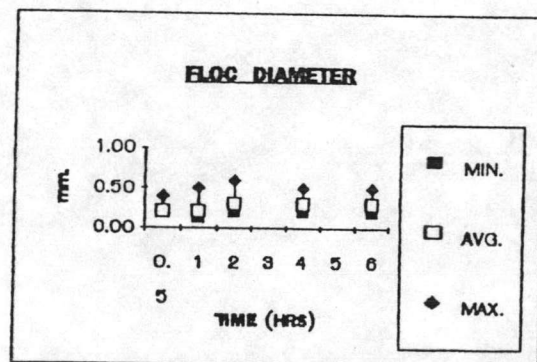 FLOC DIAMETER
1.00
0.50
0.00
mm.
0.5 1 2 3 4 5 6
TIME (HRS)
MIN.
AVG.
MAX.